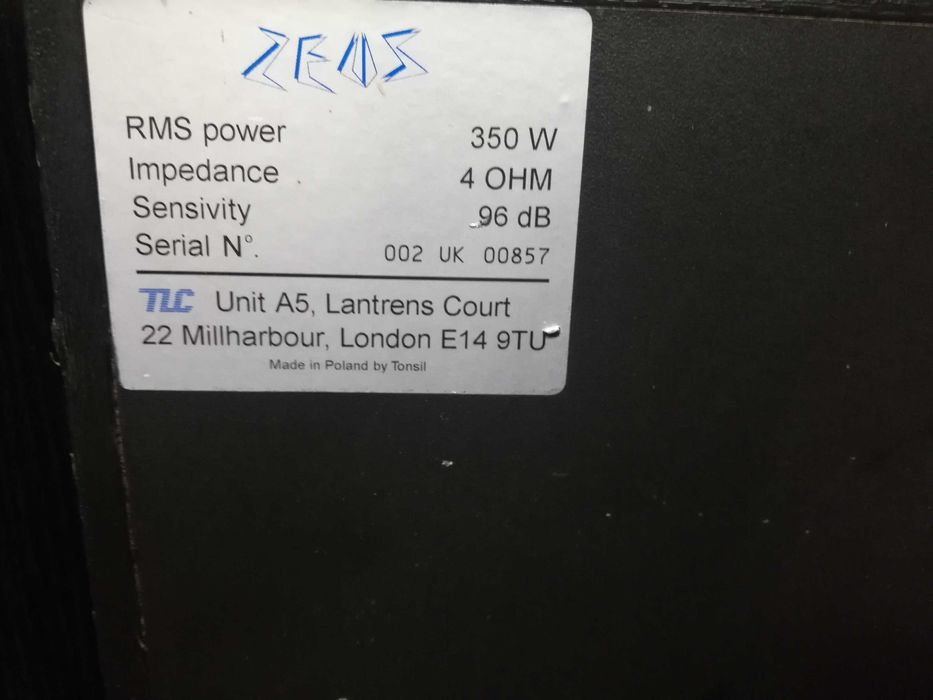 ZEUS
RMS power 350 W
Impedance 4 OHM
Sensivity 96 dB
Serial N°. 002 UK 00857
TLC Unit A5, Lantrens Court
22 Millharbour, London E14 9TU
Made in Poland by Tonsil